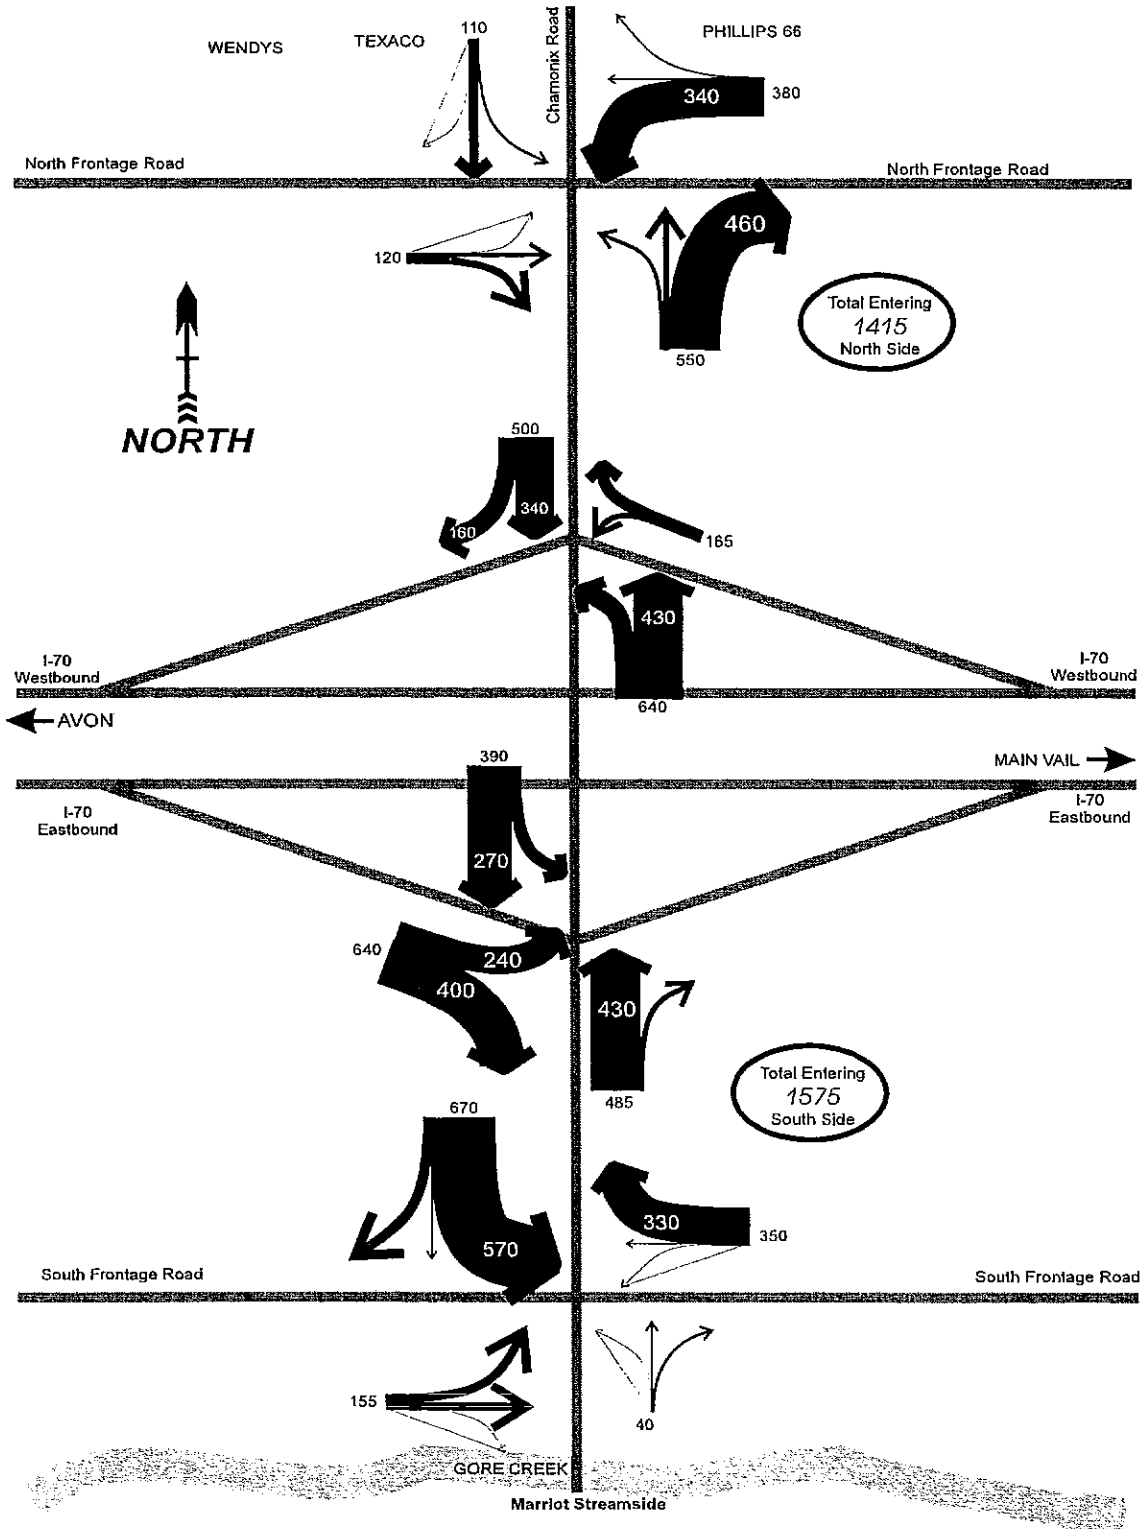 WENDYS
TEXACO
110
Chamonix Road
PHILLIPS 66
340
380
North Frontage Road
North Frontage Road
120
460
550
Total Entering
1415
North Side
NORTH
500
340
160
165
430
640
I-70
Westbound
I-70
Westbound
AVON
MAIN VAIL
390
270
I-70
Eastbound
I-70
Eastbound
640
240
400
430
485
Total Entering
1575
South Side
670
570
330
350
South Frontage Road
South Frontage Road
155
40
GORE CREEK
Marriot Streamside